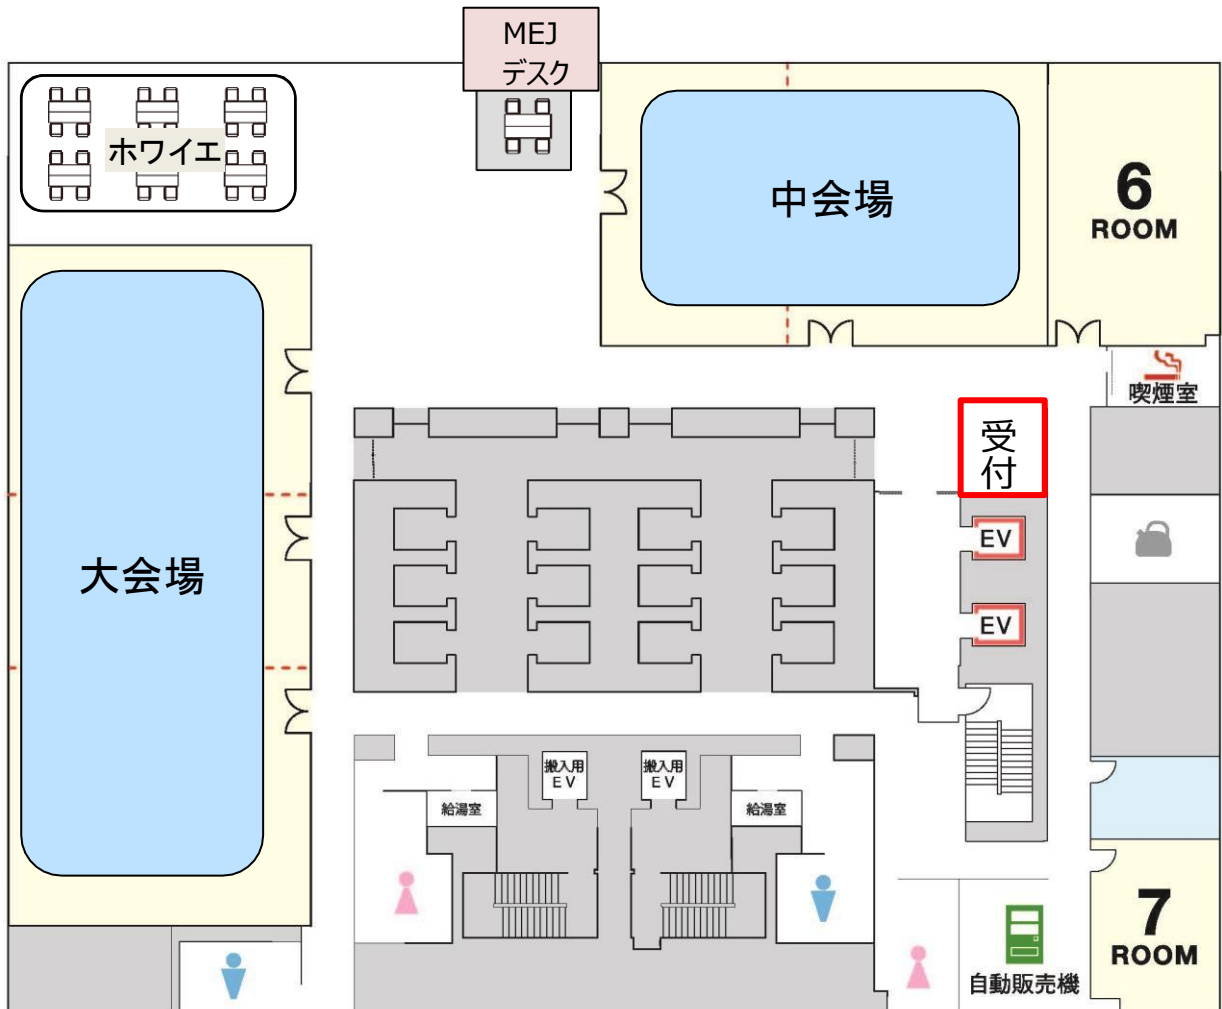 MEJ
デスク
ホワイエ
中会場
6
ROOM
喫煙室
受
付
EV
大会場
EV
搬入用
EV
搬入用
EV
給湯室
給湯室
7
ROOM
自動販売機